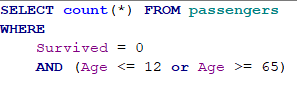 SELECT count(*) FROM passengers
WHERE
Survived = 0
AND (Age <= 12 or Age >= 65)